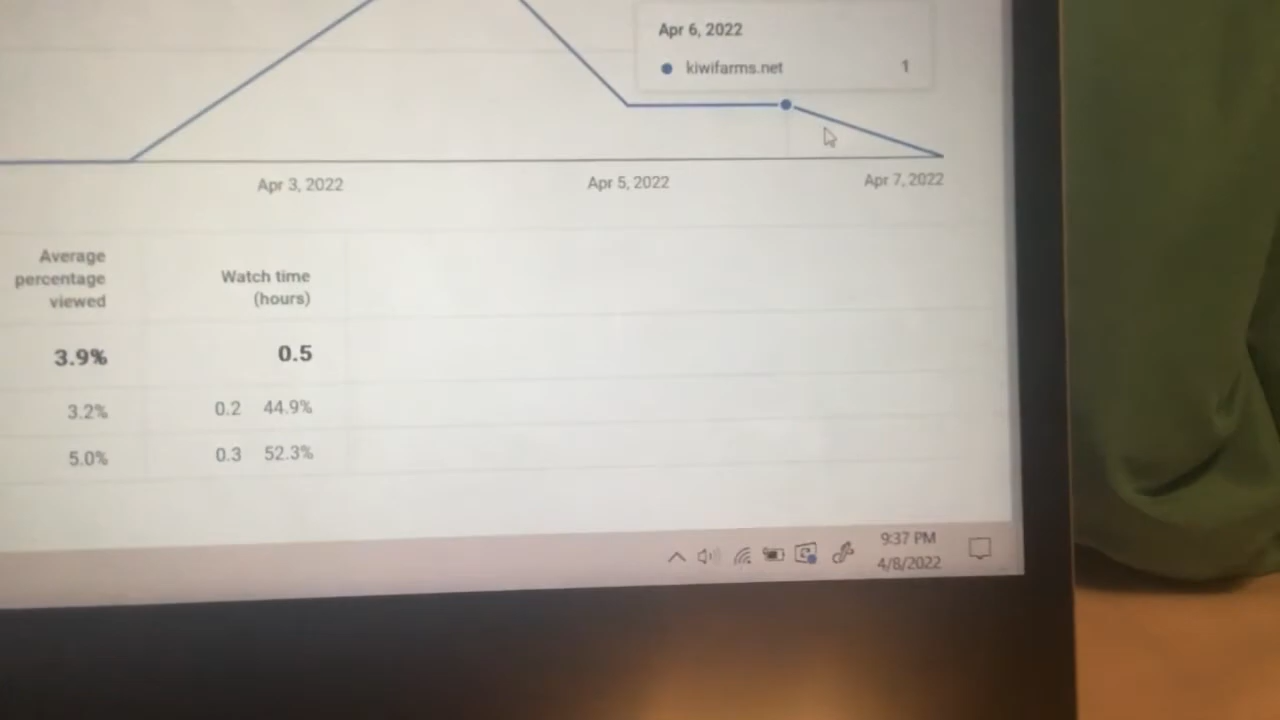 Apr 6, 2022
kiwifarms.net 1
Apr 3, 2022 Apr 5, 2022 Apr 7, 2022
Average
percentage
viewed
Watch time
(hours)
3.9% 0.5
3.2% 0.2 44.9%
5.0% 0.3 52.3%
9:37 PM
4/8/2022